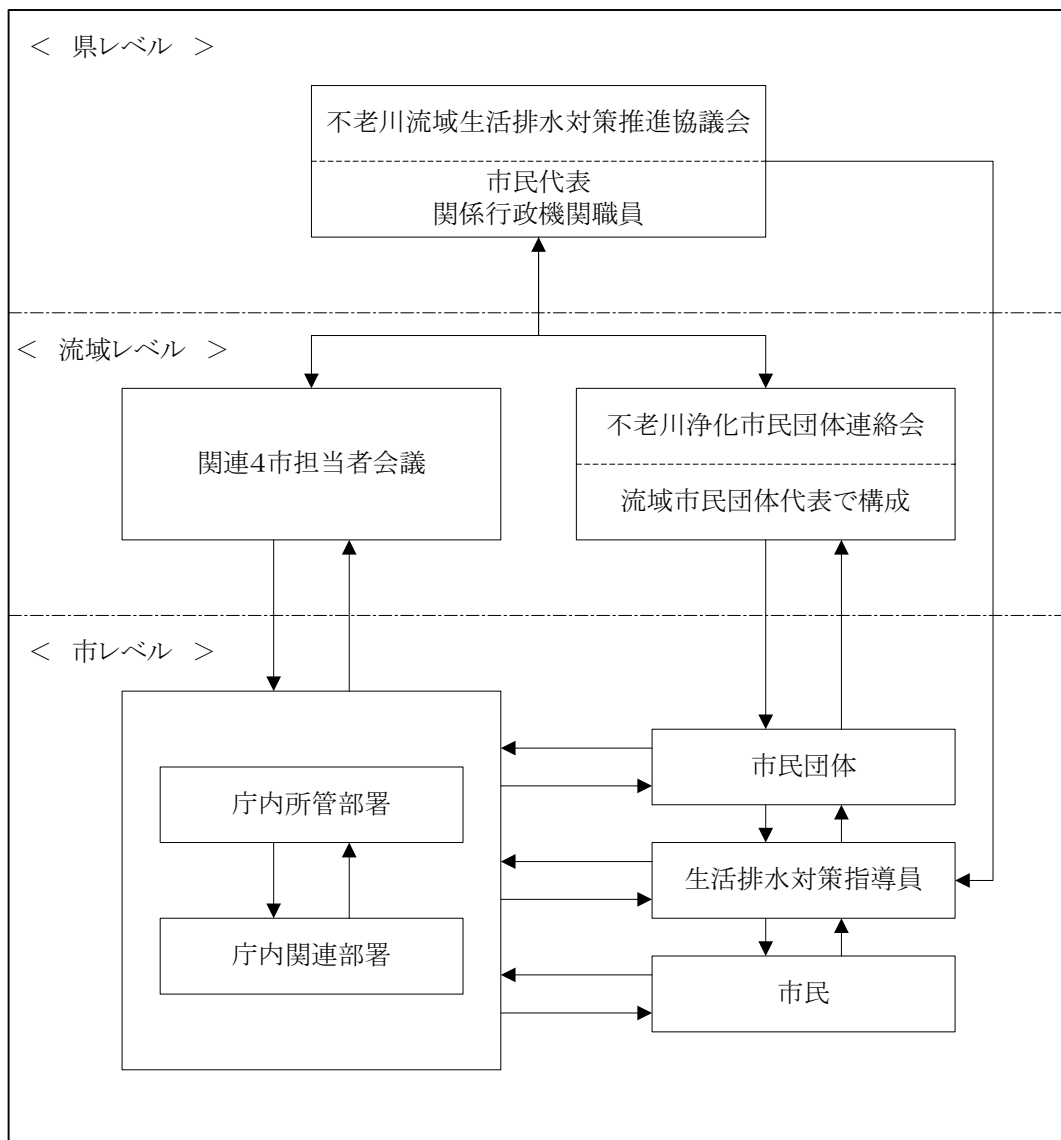 < 県レベル >
不老川流域生活排水対策推進協議会
市民代表
関係行政機関職員
< 流域レベル >
関連4市担当者会議
不老川浄化市民団体連絡会
流域市民団体代表で構成
< 市レベル >
市民団体
庁内所管部署
生活排水対策指導員
庁内関連部署
市民